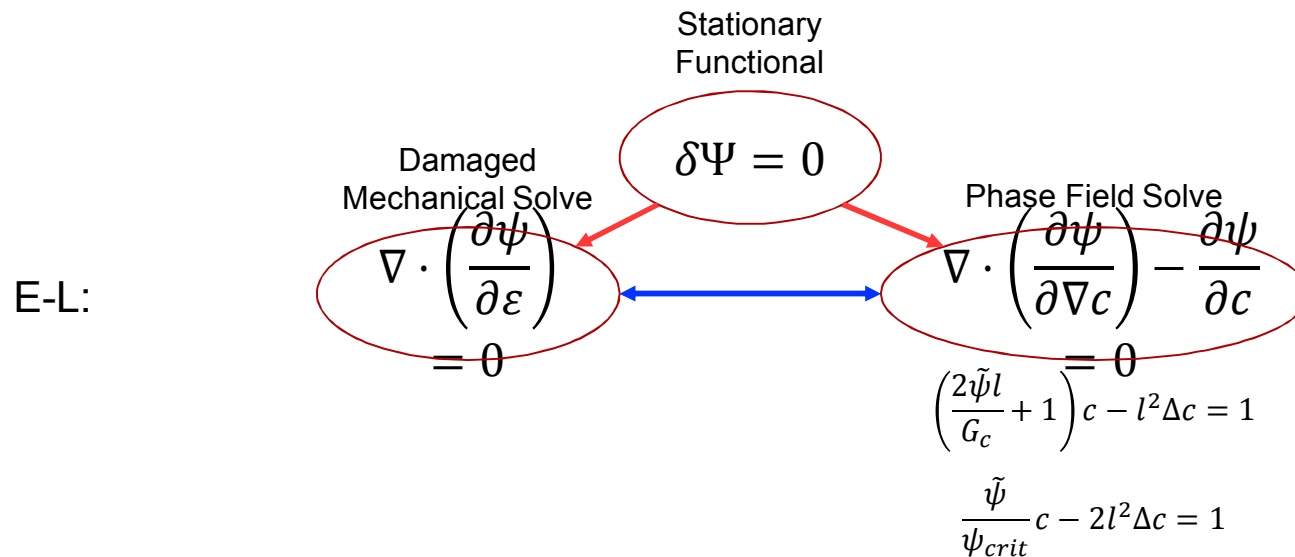 Stationary
Functional
δΨ = 0
Damaged
Mechanical Solve
Phase Field Solve
E-L:
∇ · (∂ψ/∂ε)
= 0
∇ · (∂ψ/∂∇c) − ∂ψ/∂c
= 0
(2ψ̃l/G_c + 1) c − l²Δc = 1
ψ̃/ψ_crit c − 2l²Δc = 1